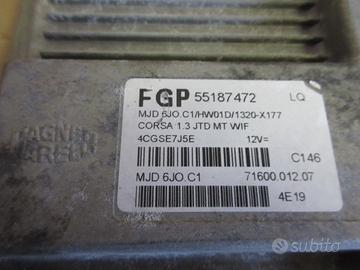 FGP 55187472 LQ
MJD 6JO.C1/HW01D/1320-X177
CORSA 1.3 JTD MT WIF
4CGSE7J5E 12V=
C146
MJD 6JO.C1 71600.012.07
4E19
MAGNETI
MARELLI
subito